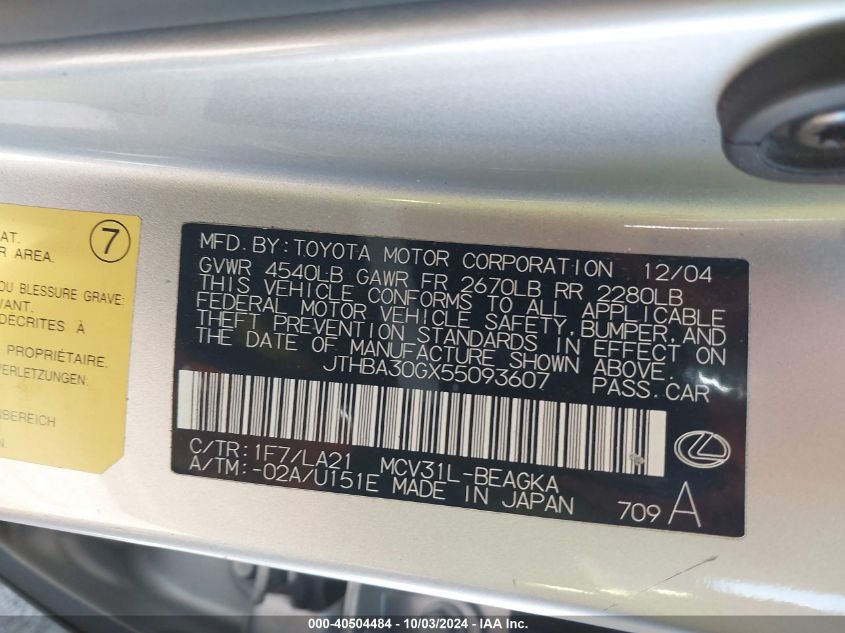 AT.
R AREA.
7
OU BLESSURE GRAVE:
VANT.
DÉCRITES À
PROPRIÉTAIRE.
VERLETZUNGEN:
NBEREICH
MFD. BY: TOYOTA MOTOR CORPORATION 12/04
GVWR 4540LB GAWR FR 2670LB RR 2280LB
THIS VEHICLE CONFORMS TO ALL APPLICABLE
FEDERAL MOTOR VEHICLE SAFETY, BUMPER, AND
THEFT PREVENTION STANDARDS IN EFFECT ON
THE DATE OF MANUFACTURE SHOWN ABOVE.
JTHBA30GX55093607 PASS.CAR
C/TR: 1F7/LA21 MCV31L-BEAGKA
A/TM:-02A/U151E MADE IN JAPAN 709 A
000-40504484 - 10/03/2024 - IAA Inc.